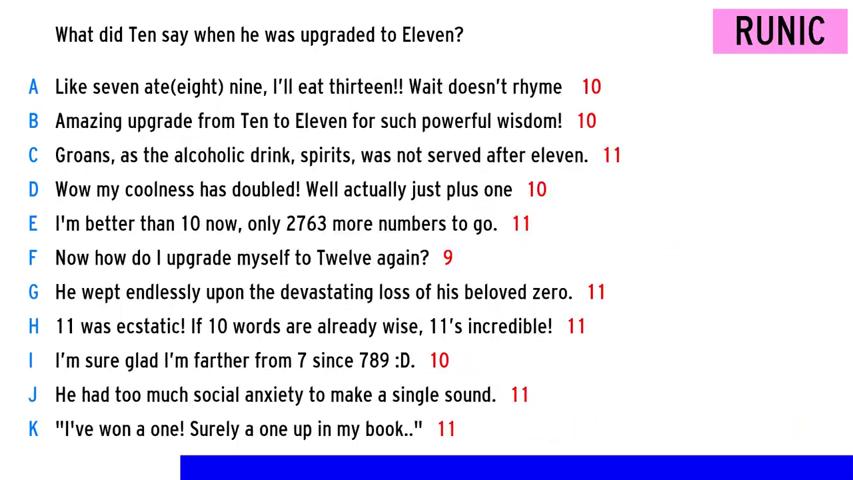 What did Ten say when he was upgraded to Eleven?
RUNIC
A Like seven ate(eight) nine, I'll eat thirteen!! Wait doesn't rhyme 10
B Amazing upgrade from Ten to Eleven for such powerful wisdom! 10
C Groans, as the alcoholic drink, spirits, was not served after eleven. 11
D Wow my coolness has doubled! Well actually just plus one 10
E I'm better than 10 now, only 2763 more numbers to go. 11
F Now how do I upgrade myself to Twelve again? 9
G He wept endlessly upon the devastating loss of his beloved zero. 11
H 11 was ecstatic! If 10 words are already wise, 11's incredible! 11
I I'm sure glad I'm farther from 7 since 789 :D. 10
J He had too much social anxiety to make a single sound. 11
K "I've won a one! Surely a one up in my book.." 11